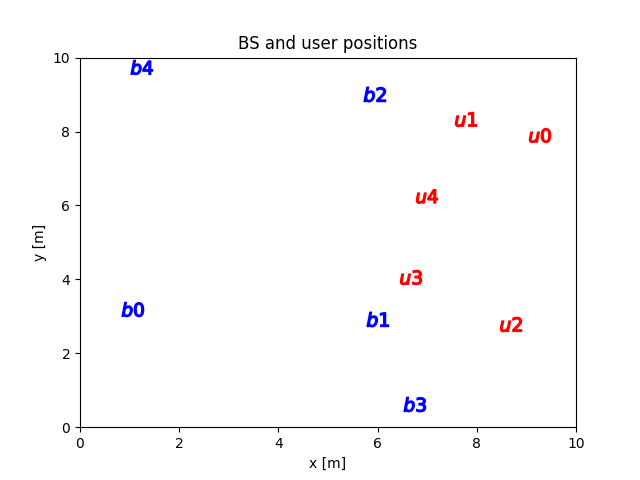 BS and user positions
10
b4
b2
u1
u0
8
u4
6
y [m]
u3
4
b0
b1
u2
2
b3
0
0 2 4 6 8 10
x [m]